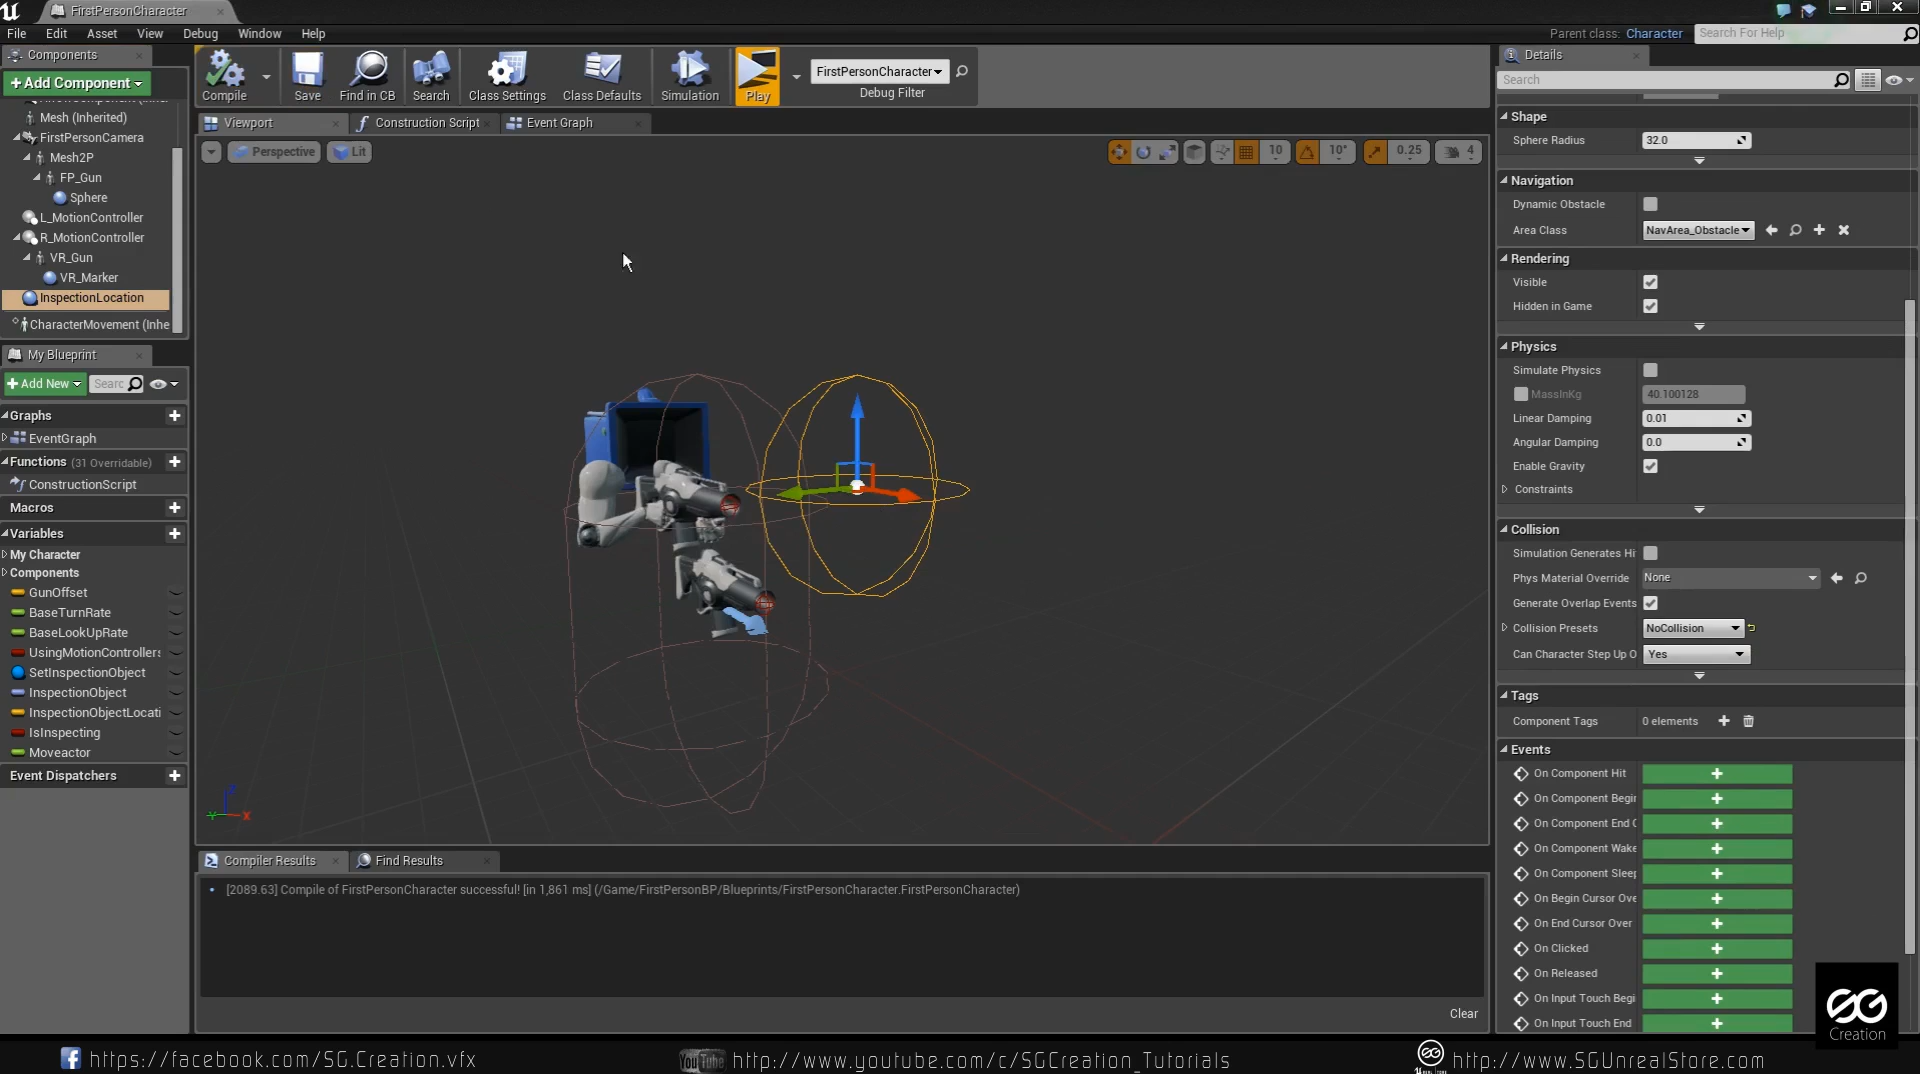 FirstPersonCharacter
File Edit Asset View Debug Window Help
Parent class: Character Search For Help
Components
Add Component
Mesh (Inherited)
FirstPersonCamera
Mesh2P
FP_Gun
Sphere
L_MotionController
R_MotionController
VR_Gun
VR_Marker
InspectionLocation
CharacterMovement (Inhe
My Blueprint
Add New Searc
Graphs
EventGraph
Functions (31 Overridable)
ConstructionScript
Macros
Variables
My Character
Components
GunOffset
BaseTurnRate
BaseLookUpRate
UsingMotionControllers
SetInspectionObject
InspectionObject
InspectionObjectLocati
IsInspecting
Moveactor
Event Dispatchers
Compile Save Find in CB Search Class Settings Class Defaults Simulation Play
FirstPersonCharacter
Debug Filter
Viewport Construction Script Event Graph
Perspective Lit 10 10° 0.25 4
Z
Y X
Compiler Results Find Results
[2089.63] Compile of FirstPersonCharacter successful! [in 1,861 ms] (/Game/FirstPersonBP/Blueprints/FirstPersonCharacter.FirstPersonCharacter)
Clear
Details
Search
Shape
Sphere Radius 32.0
Navigation
Dynamic Obstacle
Area Class NavArea_Obstacle
Rendering
Visible
Hidden in Game
Physics
Simulate Physics
MassInKg 40.100128
Linear Damping 0.01
Angular Damping 0.0
Enable Gravity
Constraints
Collision
Simulation Generates Hi
Phys Material Override None
Generate Overlap Events
Collision Presets NoCollision
Can Character Step Up O Yes
Tags
Component Tags 0 elements
Events
On Component Hit
On Component Begin
On Component End O
On Component Wake
On Component Sleep
On Begin Cursor Ove
On End Cursor Over
On Clicked
On Released
On Input Touch Begi
On Input Touch End
SG
Creation
https://facebook.com/SG.Creation.vfx YouTube http://www.youtube.com/c/SGCreation_Tutorials http://www.SGUnrealStore.com